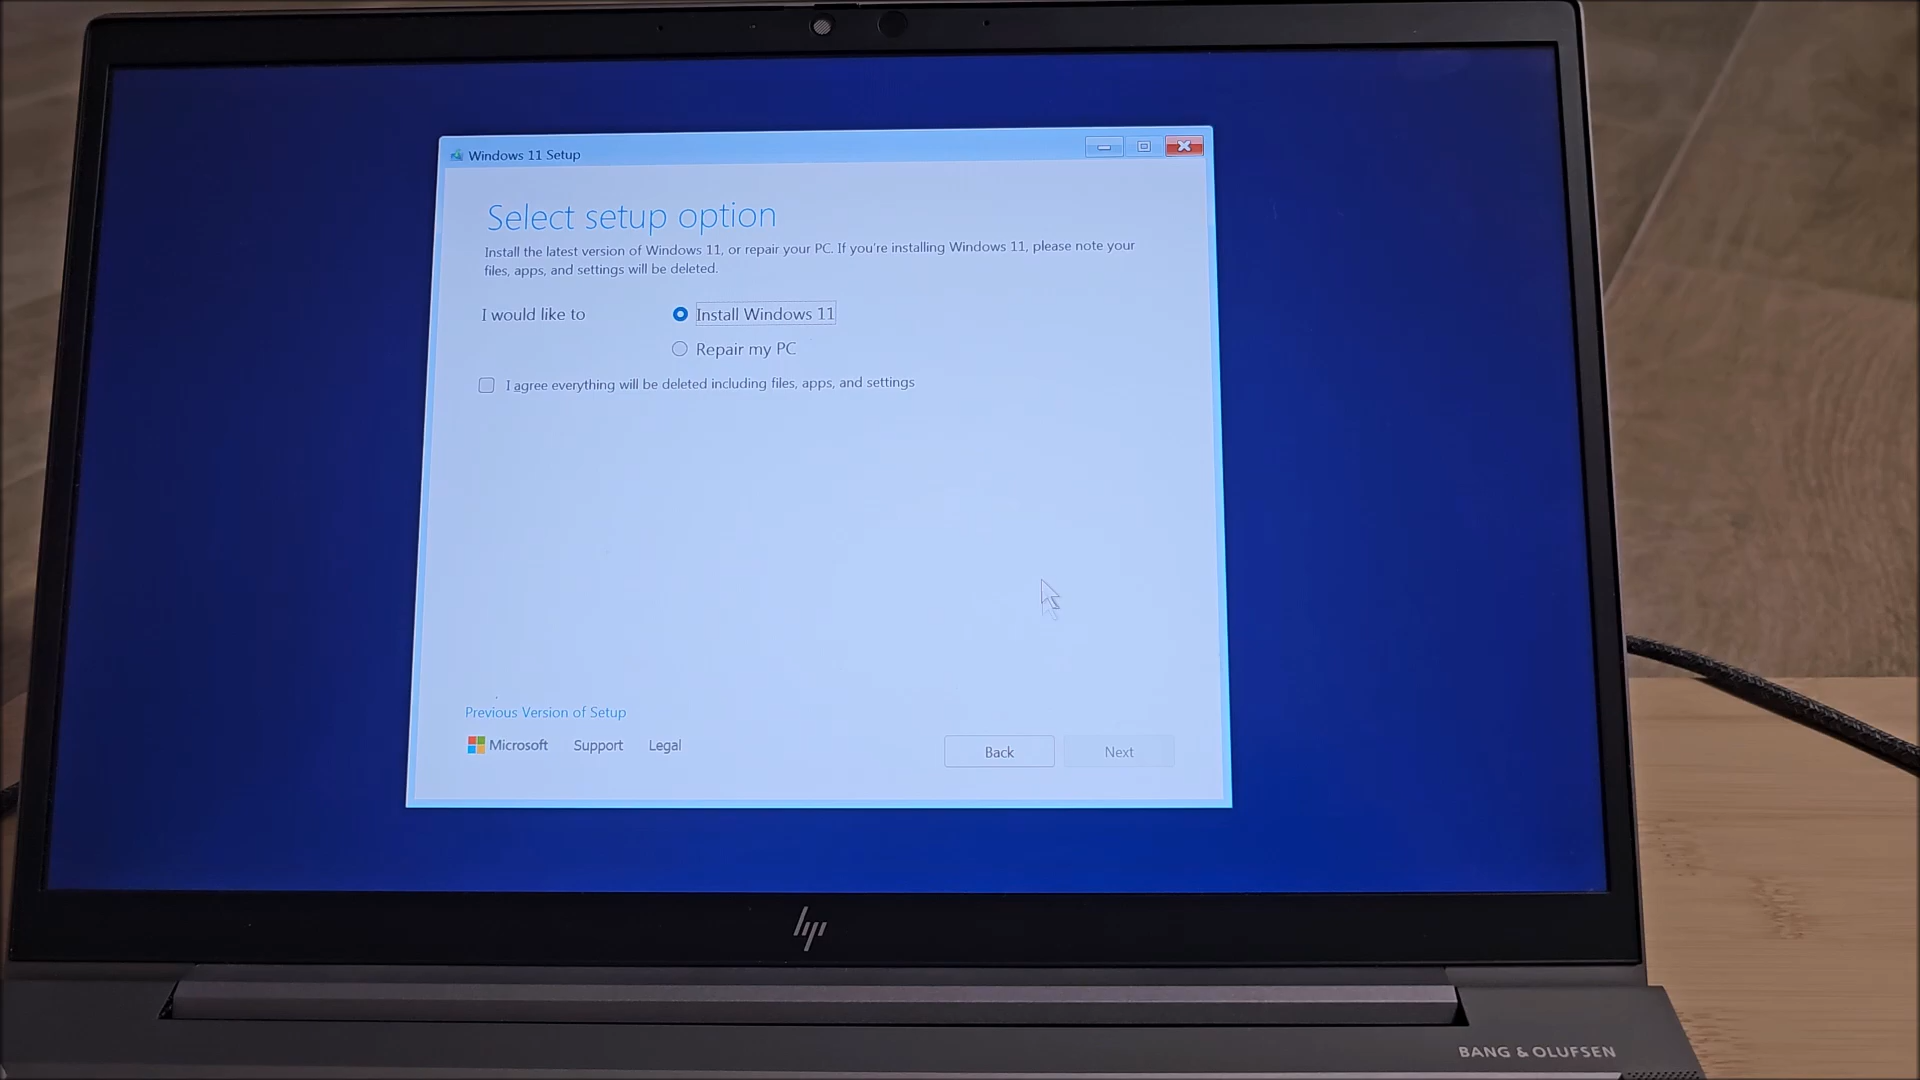 Windows 11 Setup
Select setup option
Install the latest version of Windows 11, or repair your PC. If you're installing Windows 11, please note your
files, apps, and settings will be deleted.
I would like to
Install Windows 11
Repair my PC
I agree everything will be deleted including files, apps, and settings
Previous Version of Setup
Microsoft Support Legal
Back Next
hp
BANG & OLUFSEN